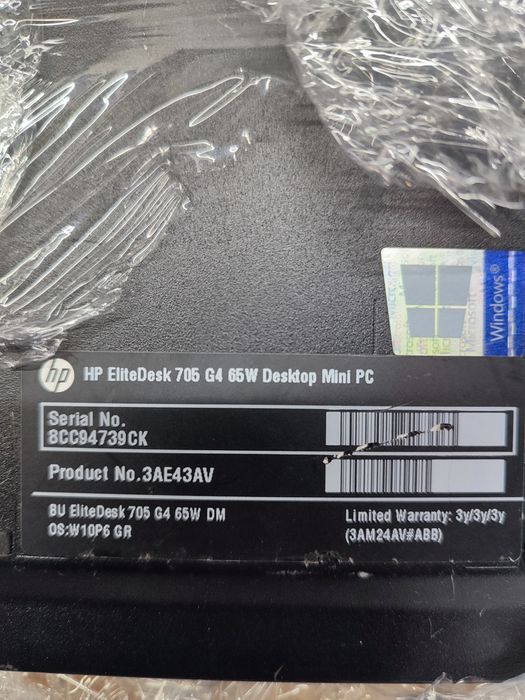 Windows®
hp
HP EliteDesk 705 G4 65W Desktop Mini PC
Serial No.
8CC94739CK
Product No.3AE43AV
BU EliteDesk 705 G4 65W DM
OS:W10P6 GR
Limited Warranty: 3y/3y/3y
(3AM24AV#ABB)